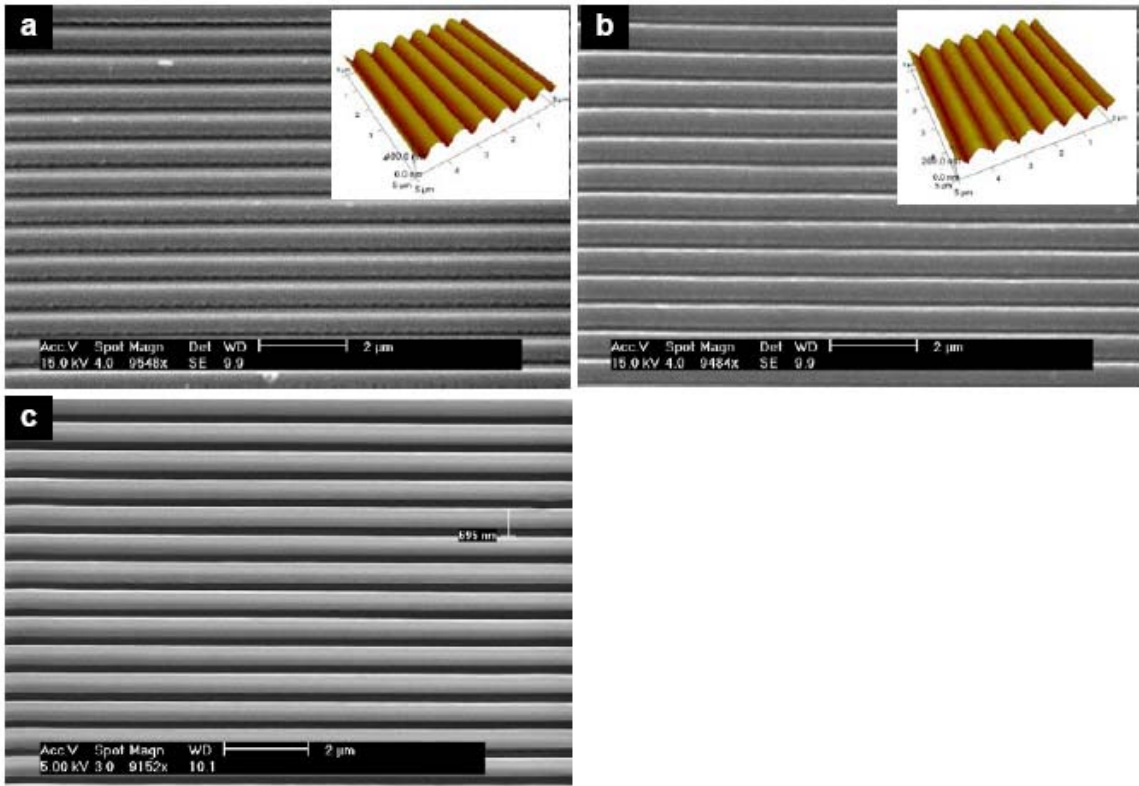 a
Acc.V Spot Magn Det WD 2 µm
15.0 kV 4.0 9548x SE 9.9
b
Acc.V Spot Magn Det WD 2 µm
15.0 kV 4.0 9484x SE 9.9
c
695 nm
Acc.V Spot Magn WD 2 µm
5.00 kV 3.0 9152x 10.1